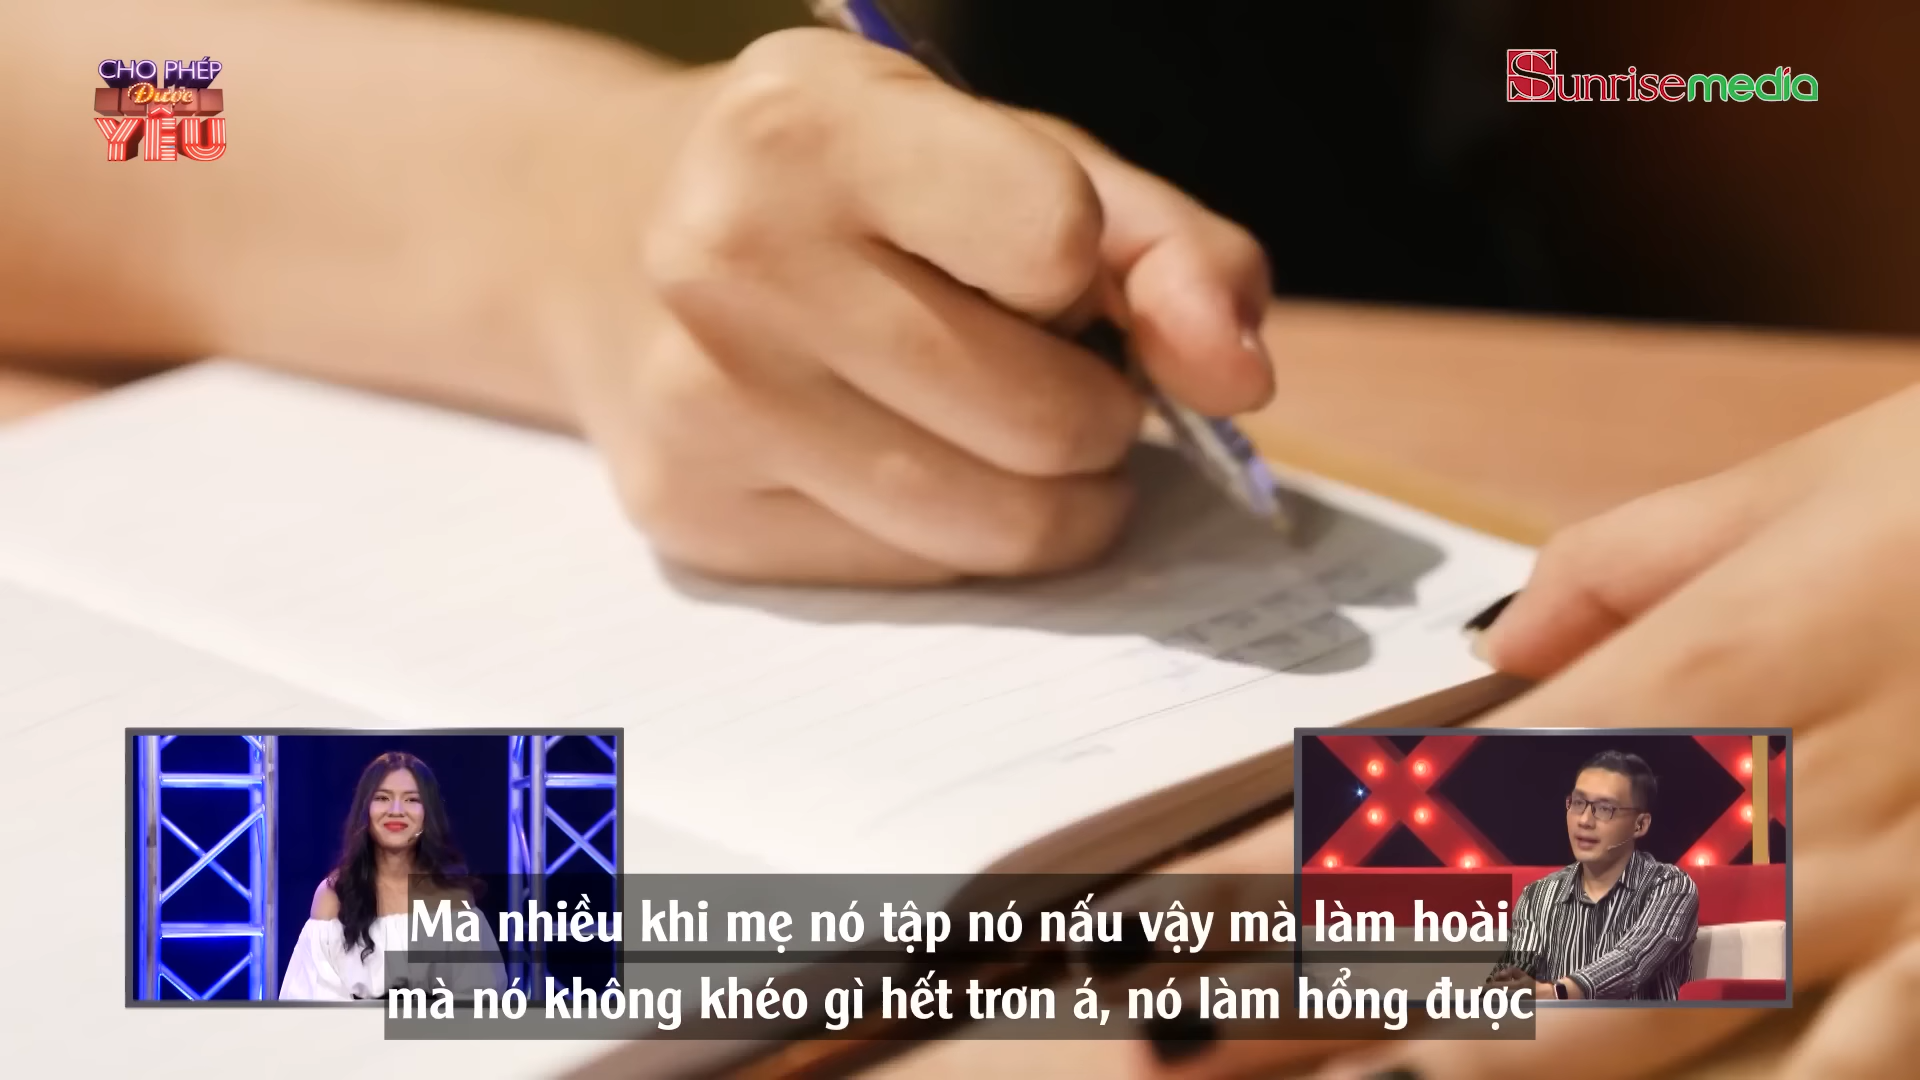 CHO PHÉP
Được
YÊU
Sunrisemedia
Mà nhiều khi mẹ nó tập nó nấu vậy mà làm hoài
mà nó không khéo gì hết trơn á, nó làm hổng được